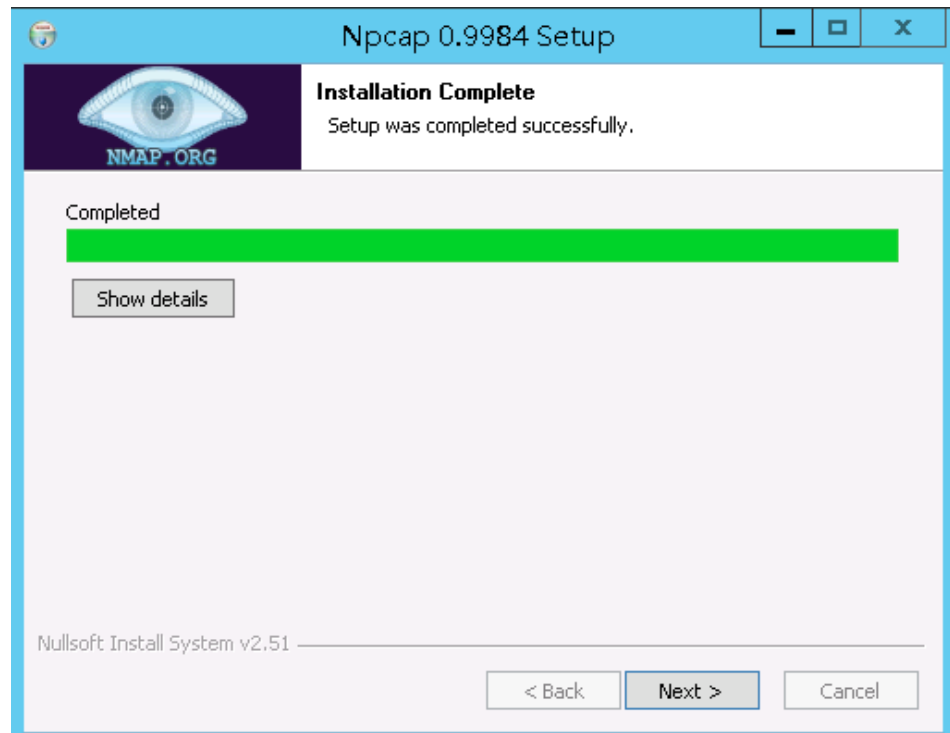 Npcap 0.9984 Setup
NMAP.ORG
Installation Complete
Setup was completed successfully.
Completed
Show details
Nullsoft Install System v2.51
< Back
Next >
Cancel